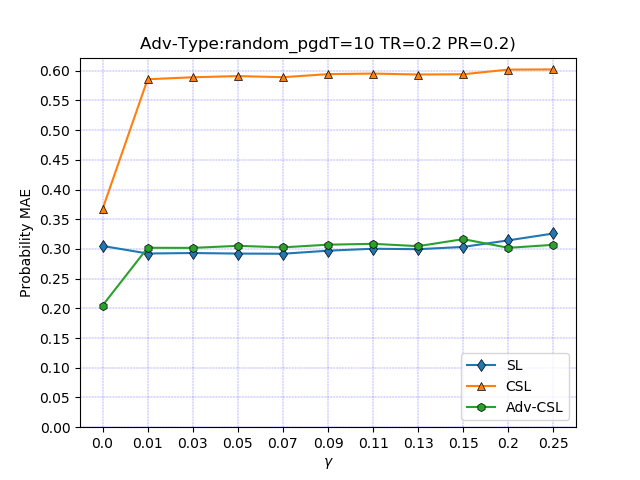 Adv-Type:random_pgdT=10 TR=0.2 PR=0.2)
0.60
0.55
0.50
0.45
0.40
0.35
0.30
0.25
0.20
0.15
0.10
0.05
0.00
Probability MAE
SL
CSL
Adv-CSL
0.0 0.01 0.03 0.05 0.07 0.09 0.11 0.13 0.15 0.2 0.25
γ